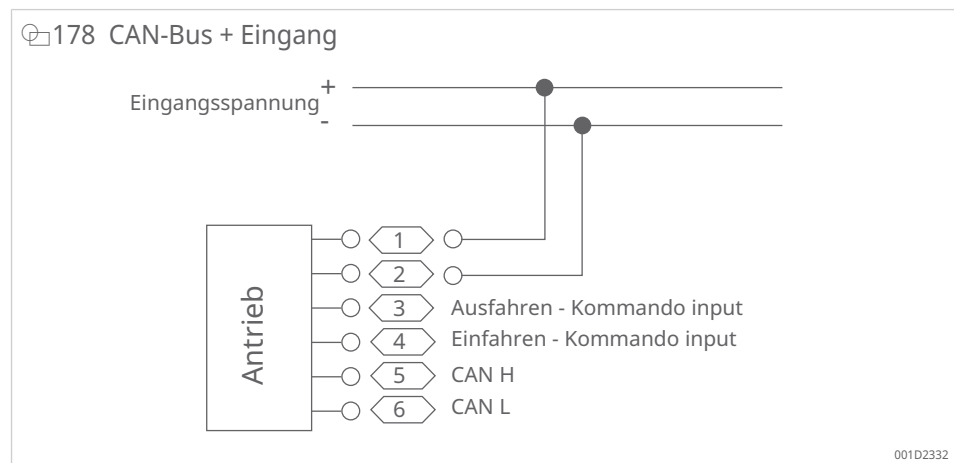 178 CAN-Bus + Eingang
+
Eingangsspannung
-
1
2
3 Ausfahren - Kommando input
4 Einfahren - Kommando input
5 CAN H
6 CAN L
Antrieb
001D2332